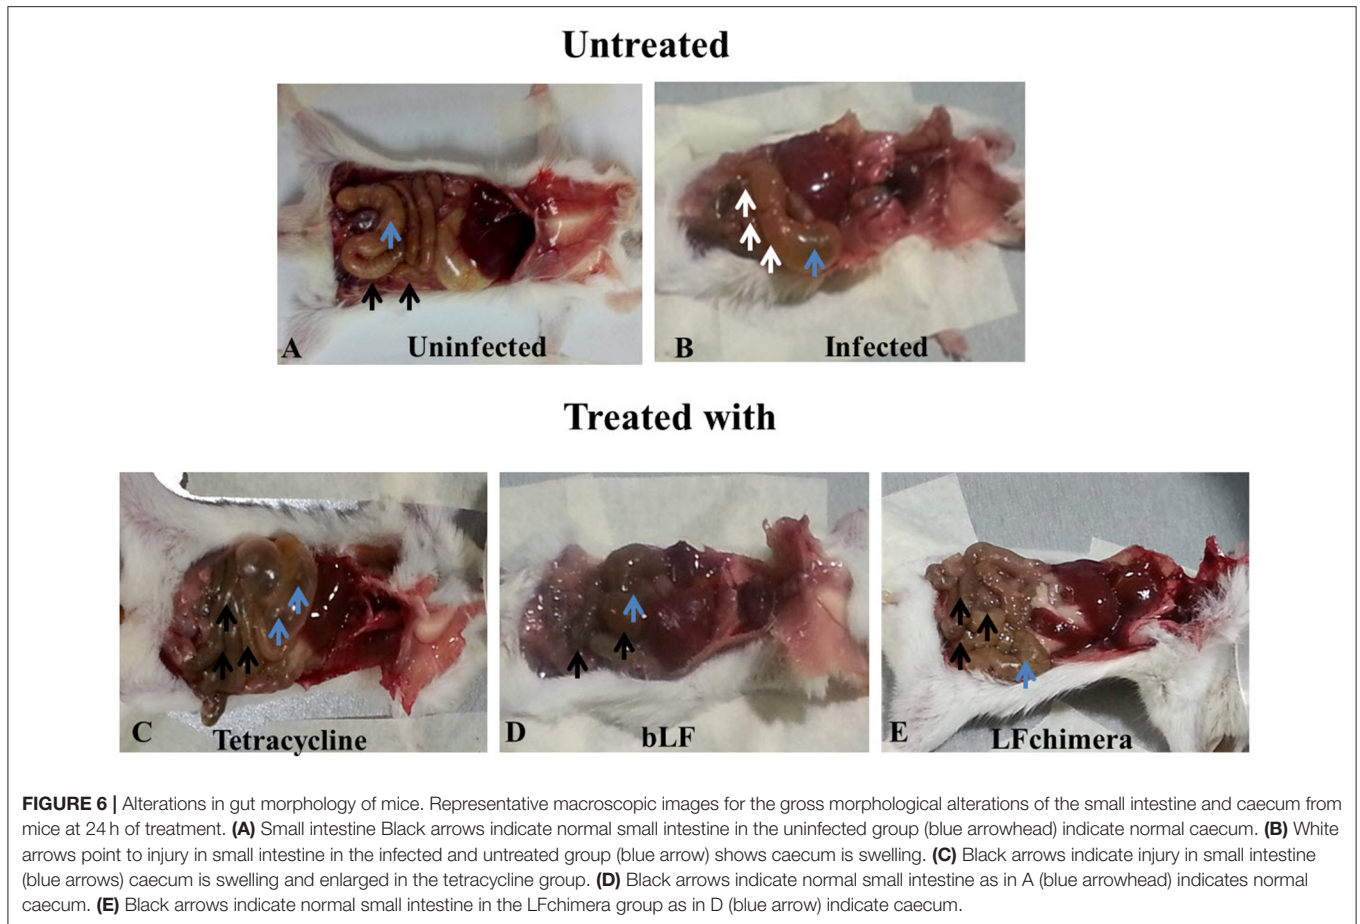 Untreated
A Uninfected
B Infected
Treated with
C Tetracycline
D bLF
E LFchimera
FIGURE 6 | Alterations in gut morphology of mice. Representative macroscopic images for the gross morphological alterations of the small intestine and caecum from
mice at 24 h of treatment. (A) Small intestine Black arrows indicate normal small intestine in the uninfected group (blue arrowhead) indicate normal caecum. (B) White
arrows point to injury in small intestine in the infected and untreated group (blue arrow) shows caecum is swelling. (C) Black arrows indicate injury in small intestine
(blue arrows) caecum is swelling and enlarged in the tetracycline group. (D) Black arrows indicate normal small intestine as in A (blue arrowhead) indicates normal
caecum. (E) Black arrows indicate normal small intestine in the LFchimera group as in D (blue arrow) indicate caecum.